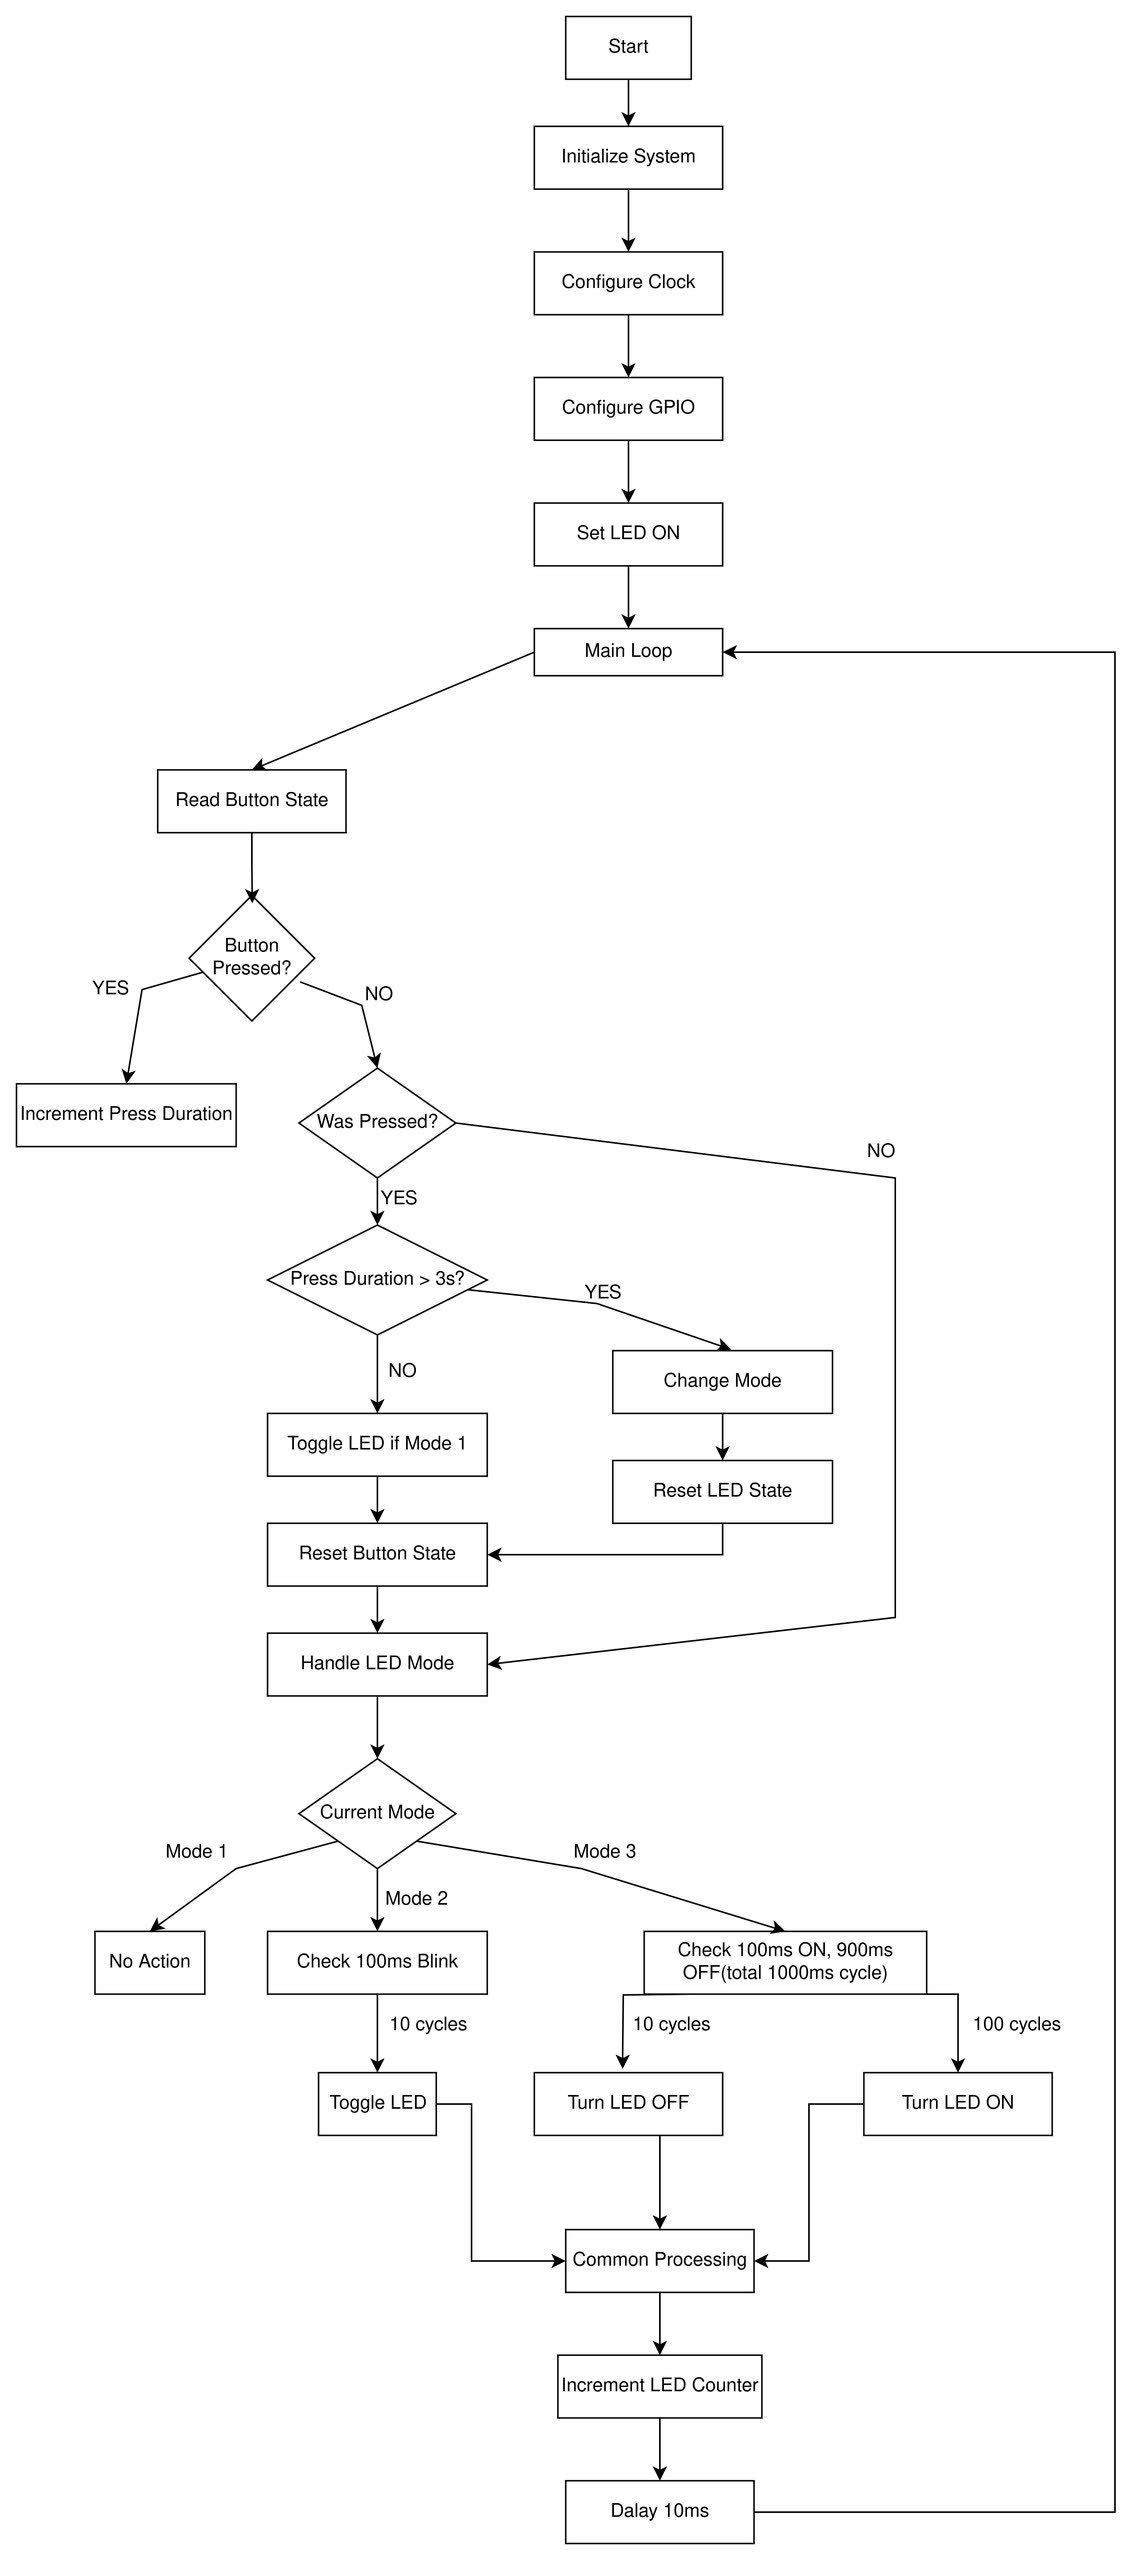 Start
Initialize System
Configure Clock
Configure GPIO
Set LED ON
Main Loop
Read Button State
Button
Pressed?
YES
NO
Increment Press Duration
Was Pressed?
NO
YES
Press Duration > 3s?
YES
NO
Change Mode
Toggle LED if Mode 1
Reset LED State
Reset Button State
Handle LED Mode
Current Mode
Mode 1
Mode 2
Mode 3
No Action
Check 100ms Blink
Check 100ms ON, 900ms
OFF(total 1000ms cycle)
10 cycles
10 cycles
100 cycles
Toggle LED
Turn LED OFF
Turn LED ON
Common Processing
Increment LED Counter
Dalay 10ms